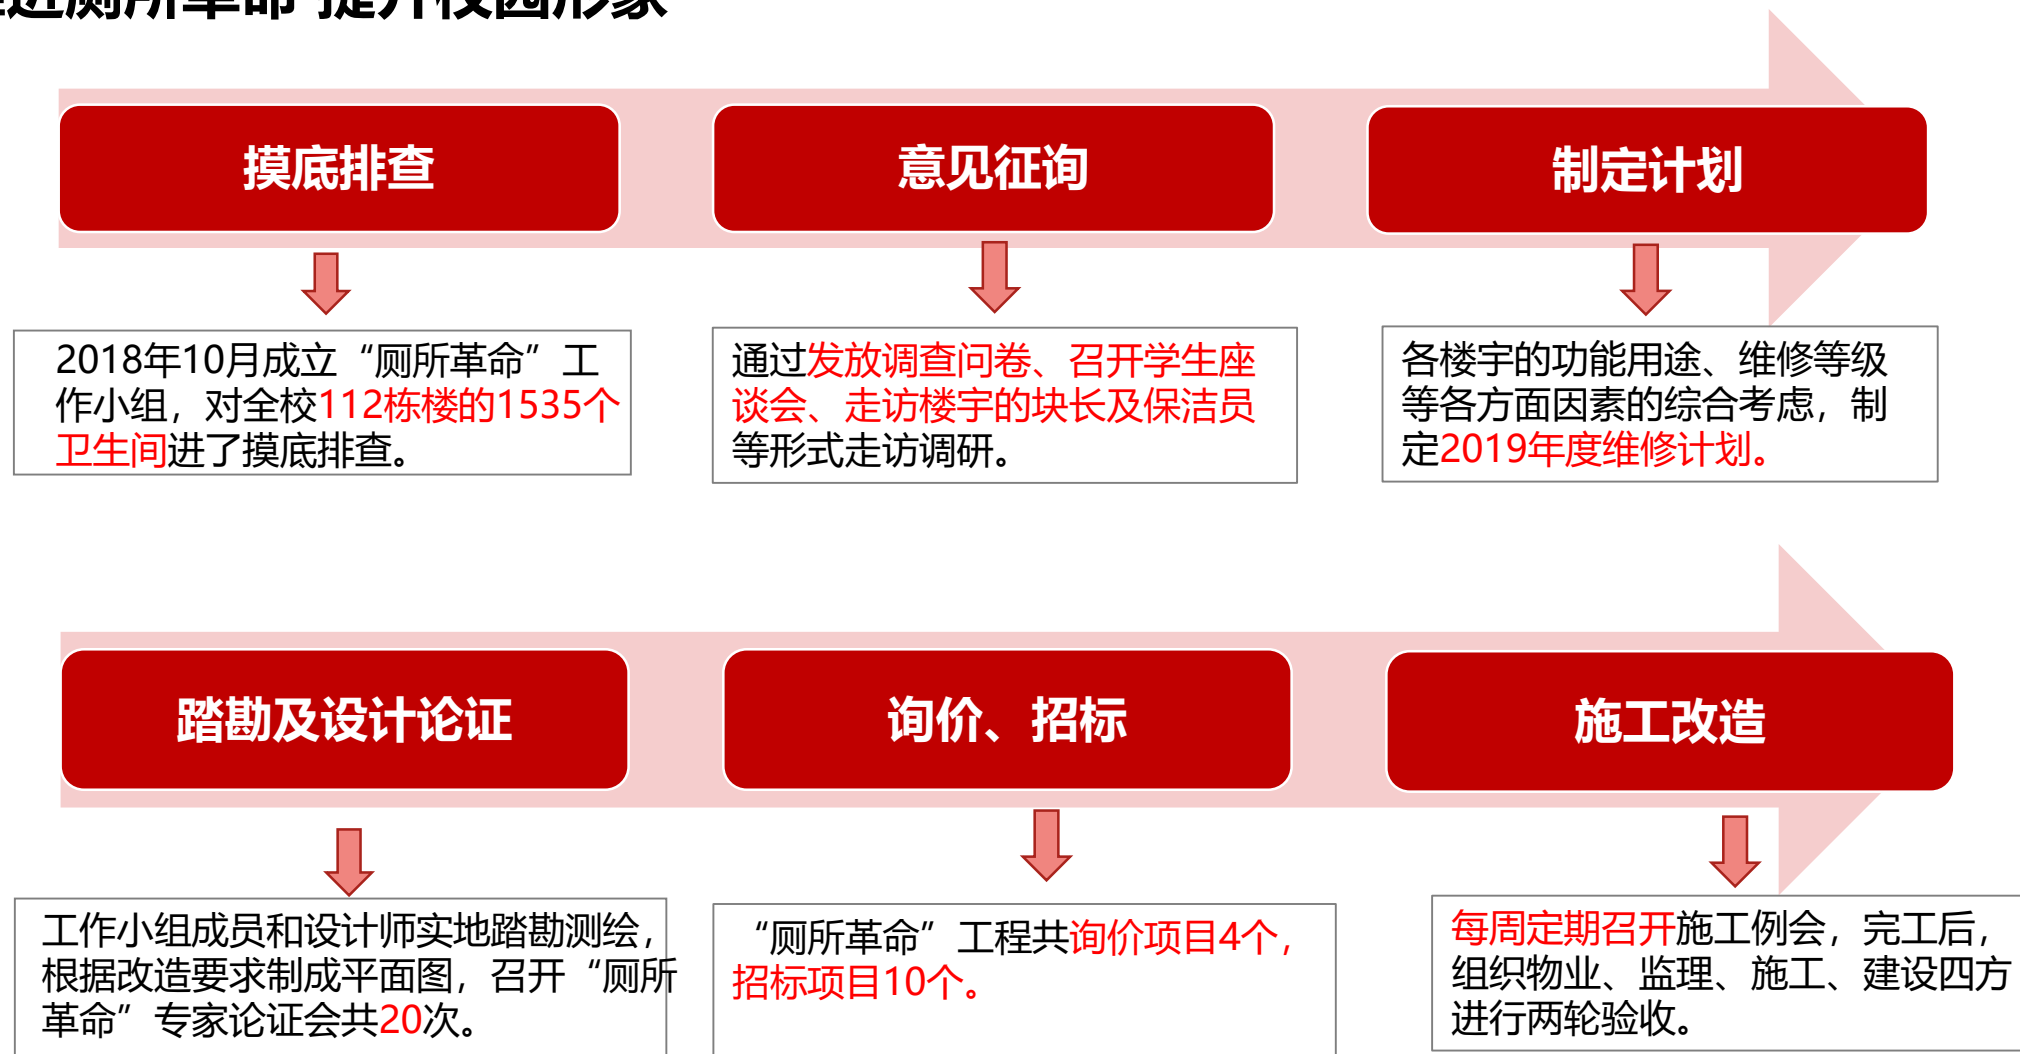 进厕所革命 提升校园形象
摸底排查
意见征询
制定计划
2018年10月成立“厕所革命”工
作小组，对全校112栋楼的1535个
卫生间进了摸底排查。
通过发放调查问卷、召开学生座
谈会、走访楼宇的块长及保洁员
等形式走访调研。
各楼宇的功能用途、维修等级
等各方面因素的综合考虑，制
定2019年度维修计划。
踏勘及设计论证
询价、招标
施工改造
工作小组成员和设计师实地踏勘测绘，
根据改造要求制成平面图，召开“厕所
革命”专家论证会共20次。
“厕所革命”工程共询价项目4个，
招标项目10个。
每周定期召开施工例会，完工后，
组织物业、监理、施工、建设四方
进行两轮验收。